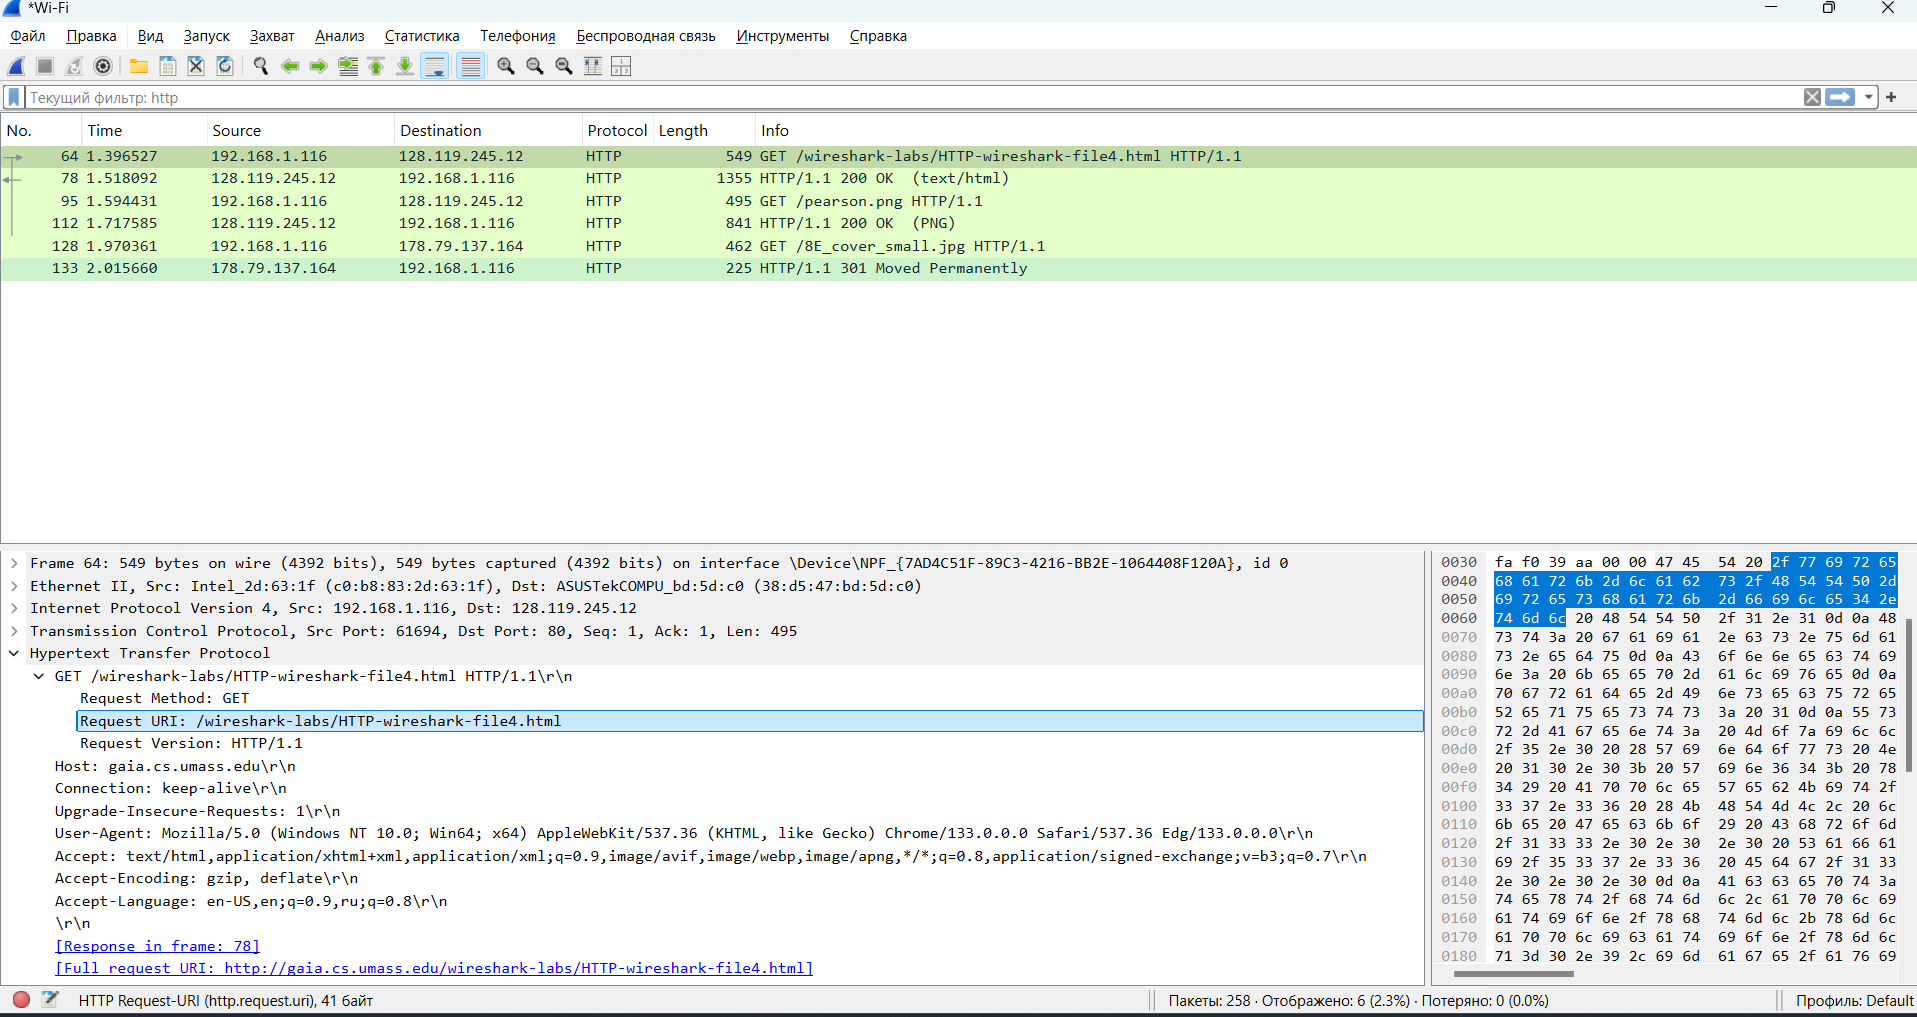 *Wi-Fi
Файл Правка Вид Запуск Захват Анализ Статистика Телефония Беспроводная связь Инструменты Справка
Текущий фильтр: http
No. Time Source Destination Protocol Length Info
64 1.396527 192.168.1.116 128.119.245.12 HTTP 549 GET /wireshark-labs/HTTP-wireshark-file4.html HTTP/1.1
78 1.518092 128.119.245.12 192.168.1.116 HTTP 1355 HTTP/1.1 200 OK (text/html)
95 1.594431 192.168.1.116 128.119.245.12 HTTP 495 GET /pearson.png HTTP/1.1
112 1.717585 128.119.245.12 192.168.1.116 HTTP 841 HTTP/1.1 200 OK (PNG)
128 1.970361 192.168.1.116 178.79.137.164 HTTP 462 GET /8E_cover_small.jpg HTTP/1.1
133 2.015660 178.79.137.164 192.168.1.116 HTTP 225 HTTP/1.1 301 Moved Permanently
Frame 64: 549 bytes on wire (4392 bits), 549 bytes captured (4392 bits) on interface \Device\NPF_{7AD4C51F-89C3-4216-BB2E-1064408F120A}, id 0
Ethernet II, Src: Intel_2d:63:1f (c0:b8:83:2d:63:1f), Dst: ASUSTekCOMPU_bd:5d:c0 (38:d5:47:bd:5d:c0)
Internet Protocol Version 4, Src: 192.168.1.116, Dst: 128.119.245.12
Transmission Control Protocol, Src Port: 61694, Dst Port: 80, Seq: 1, Ack: 1, Len: 495
Hypertext Transfer Protocol
GET /wireshark-labs/HTTP-wireshark-file4.html HTTP/1.1\r\n
Request Method: GET
Request URI: /wireshark-labs/HTTP-wireshark-file4.html
Request Version: HTTP/1.1
Host: gaia.cs.umass.edu\r\n
Connection: keep-alive\r\n
Upgrade-Insecure-Requests: 1\r\n
User-Agent: Mozilla/5.0 (Windows NT 10.0; Win64; x64) AppleWebKit/537.36 (KHTML, like Gecko) Chrome/133.0.0.0 Safari/537.36 Edg/133.0.0.0\r\n
Accept: text/html,application/xhtml+xml,application/xml;q=0.9,image/avif,image/webp,image/apng,*/*;q=0.8,application/signed-exchange;v=b3;q=0.7\r\n
Accept-Encoding: gzip, deflate\r\n
Accept-Language: en-US,en;q=0.9,ru;q=0.8\r\n
\r\n
[Response in frame: 78]
[Full request URI: http://gaia.cs.umass.edu/wireshark-labs/HTTP-wireshark-file4.html]
0030 fa f0 39 aa 00 00 47 45 54 20 2f 77 69 72 65
0040 68 61 72 6b 2d 6c 61 62 73 2f 48 54 54 50 2d
0050 69 72 65 73 68 61 72 6b 2d 66 69 6c 65 34 2e
0060 74 6d 6c 20 48 54 54 50 2f 31 2e 31 0d 0a 48
0070 73 74 3a 20 67 61 69 61 2e 63 73 2e 75 6d 61
0080 73 2e 65 64 75 0d 0a 43 6f 6e 6e 65 63 74 69
0090 6e 3a 20 6b 65 65 70 2d 61 6c 69 76 65 0d 0a
00a0 70 67 72 61 64 65 2d 49 6e 73 65 63 75 72 65
00b0 52 65 71 75 65 73 74 73 3a 20 31 0d 0a 55 73
00c0 72 2d 41 67 65 6e 74 3a 20 4d 6f 7a 69 6c 6c
00d0 2f 35 2e 30 20 28 57 69 6e 64 6f 77 73 20 4e
00e0 20 31 30 2e 30 3b 20 57 69 6e 36 34 3b 20 78
00f0 34 29 20 41 70 70 6c 65 57 65 62 4b 69 74 2f
0100 33 37 2e 33 36 20 28 4b 48 54 4d 4c 2c 20 6c
0110 6b 65 20 47 65 63 6b 6f 29 20 43 68 72 6f 6d
0120 2f 31 33 33 2e 30 2e 30 2e 30 20 53 61 66 61
0130 69 2f 35 33 37 2e 33 36 20 45 64 67 2f 31 33
0140 2e 30 2e 30 2e 30 0d 0a 41 63 63 65 70 74 3a
0150 74 65 78 74 2f 68 74 6d 6c 2c 61 70 70 6c 69
0160 61 74 69 6f 6e 2f 78 68 74 6d 6c 2b 78 6d 6c
0170 61 70 70 6c 69 63 61 74 69 6f 6e 2f 78 6d 6c
0180 71 3d 30 2e 39 2c 69 6d 61 67 65 2f 61 76 69
HTTP Request-URI (http.request.uri), 41 байт
Пакеты: 258 · Отображено: 6 (2.3%) · Потеряно: 0 (0.0%)
Профиль: Default